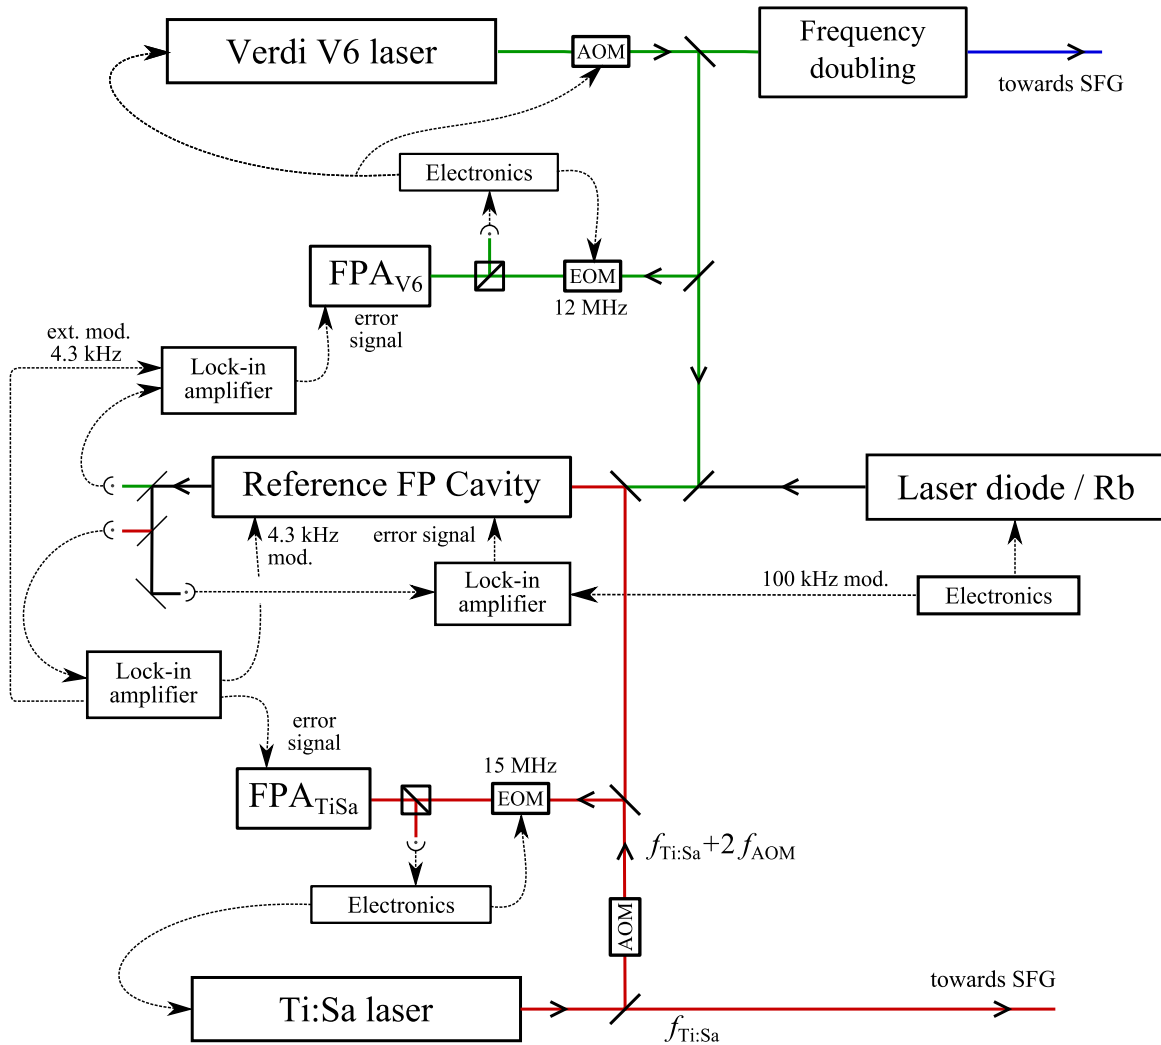 Verdi V6 laser
AOM
Frequency
doubling
towards SFG
Electronics
FPA_V6
EOM
12 MHz
error
signal
ext. mod.
4.3 kHz
Lock-in
amplifier
Reference FP Cavity
Laser diode / Rb
4.3 kHz
mod.
error signal
Lock-in
amplifier
100 kHz mod.
Electronics
Lock-in
amplifier
error
signal
15 MHz
FPA_TiSa
EOM
f_Ti:Sa+2 f_AOM
Electronics
AOM
Ti:Sa laser
towards SFG
f_Ti:Sa